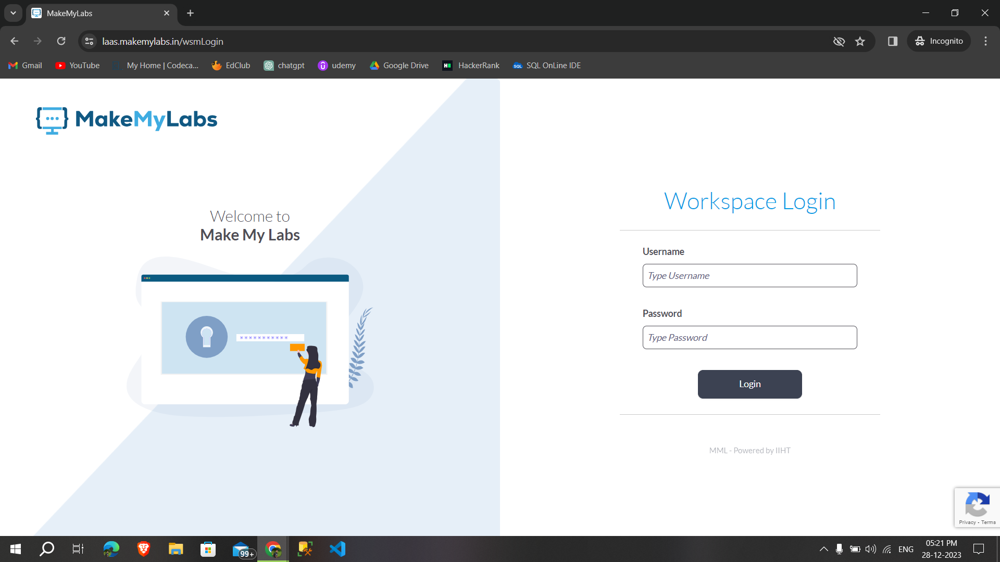 MakeMyLabs
laas.makemylabs.in/wsmLogin
Incognito
Gmail
YouTube
My Home | Codeca...
EdClub
chatgpt
udemy
Google Drive
HackerRank
SQL OnLine IDE
MakeMyLabs
Welcome to
Make My Labs
***********
Workspace Login
Username
Type Username
Password
Type Password
Login
MML - Powered by IIHT
Privacy - Terms
99+
ENG
05:21 PM
28-12-2023